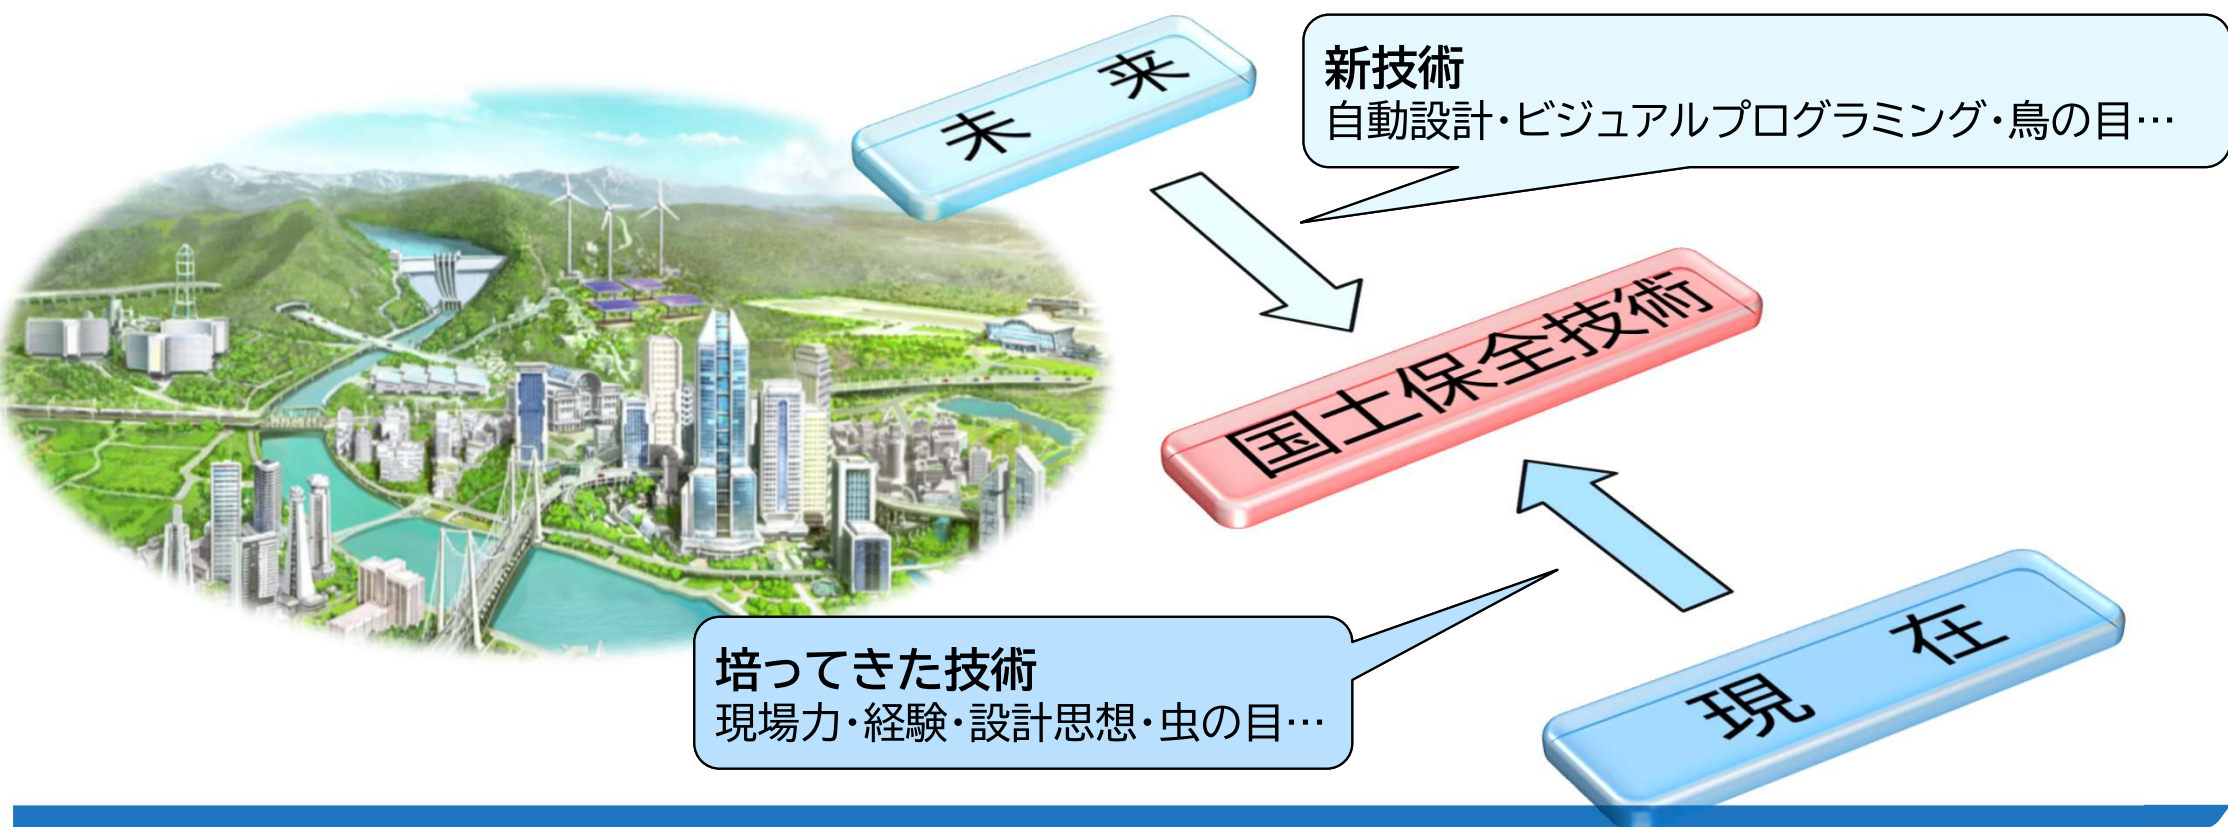 未来
新技術
自動設計・ビジュアルプログラミング・鳥の目…
国土保全技術
培ってきた技術
現場力・経験・設計思想・虫の目…
現在